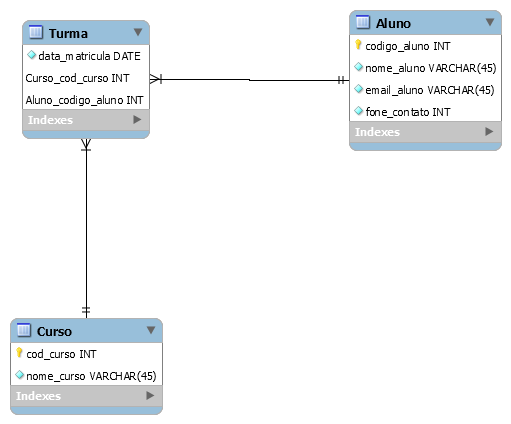 Turma
data_matricula DATE
Curso_cod_curso INT
Aluno_codigo_aluno INT
Indexes
Aluno
codigo_aluno INT
nome_aluno VARCHAR(45)
email_aluno VARCHAR(45)
fone_contato INT
Indexes
Curso
cod_curso INT
nome_curso VARCHAR(45)
Indexes